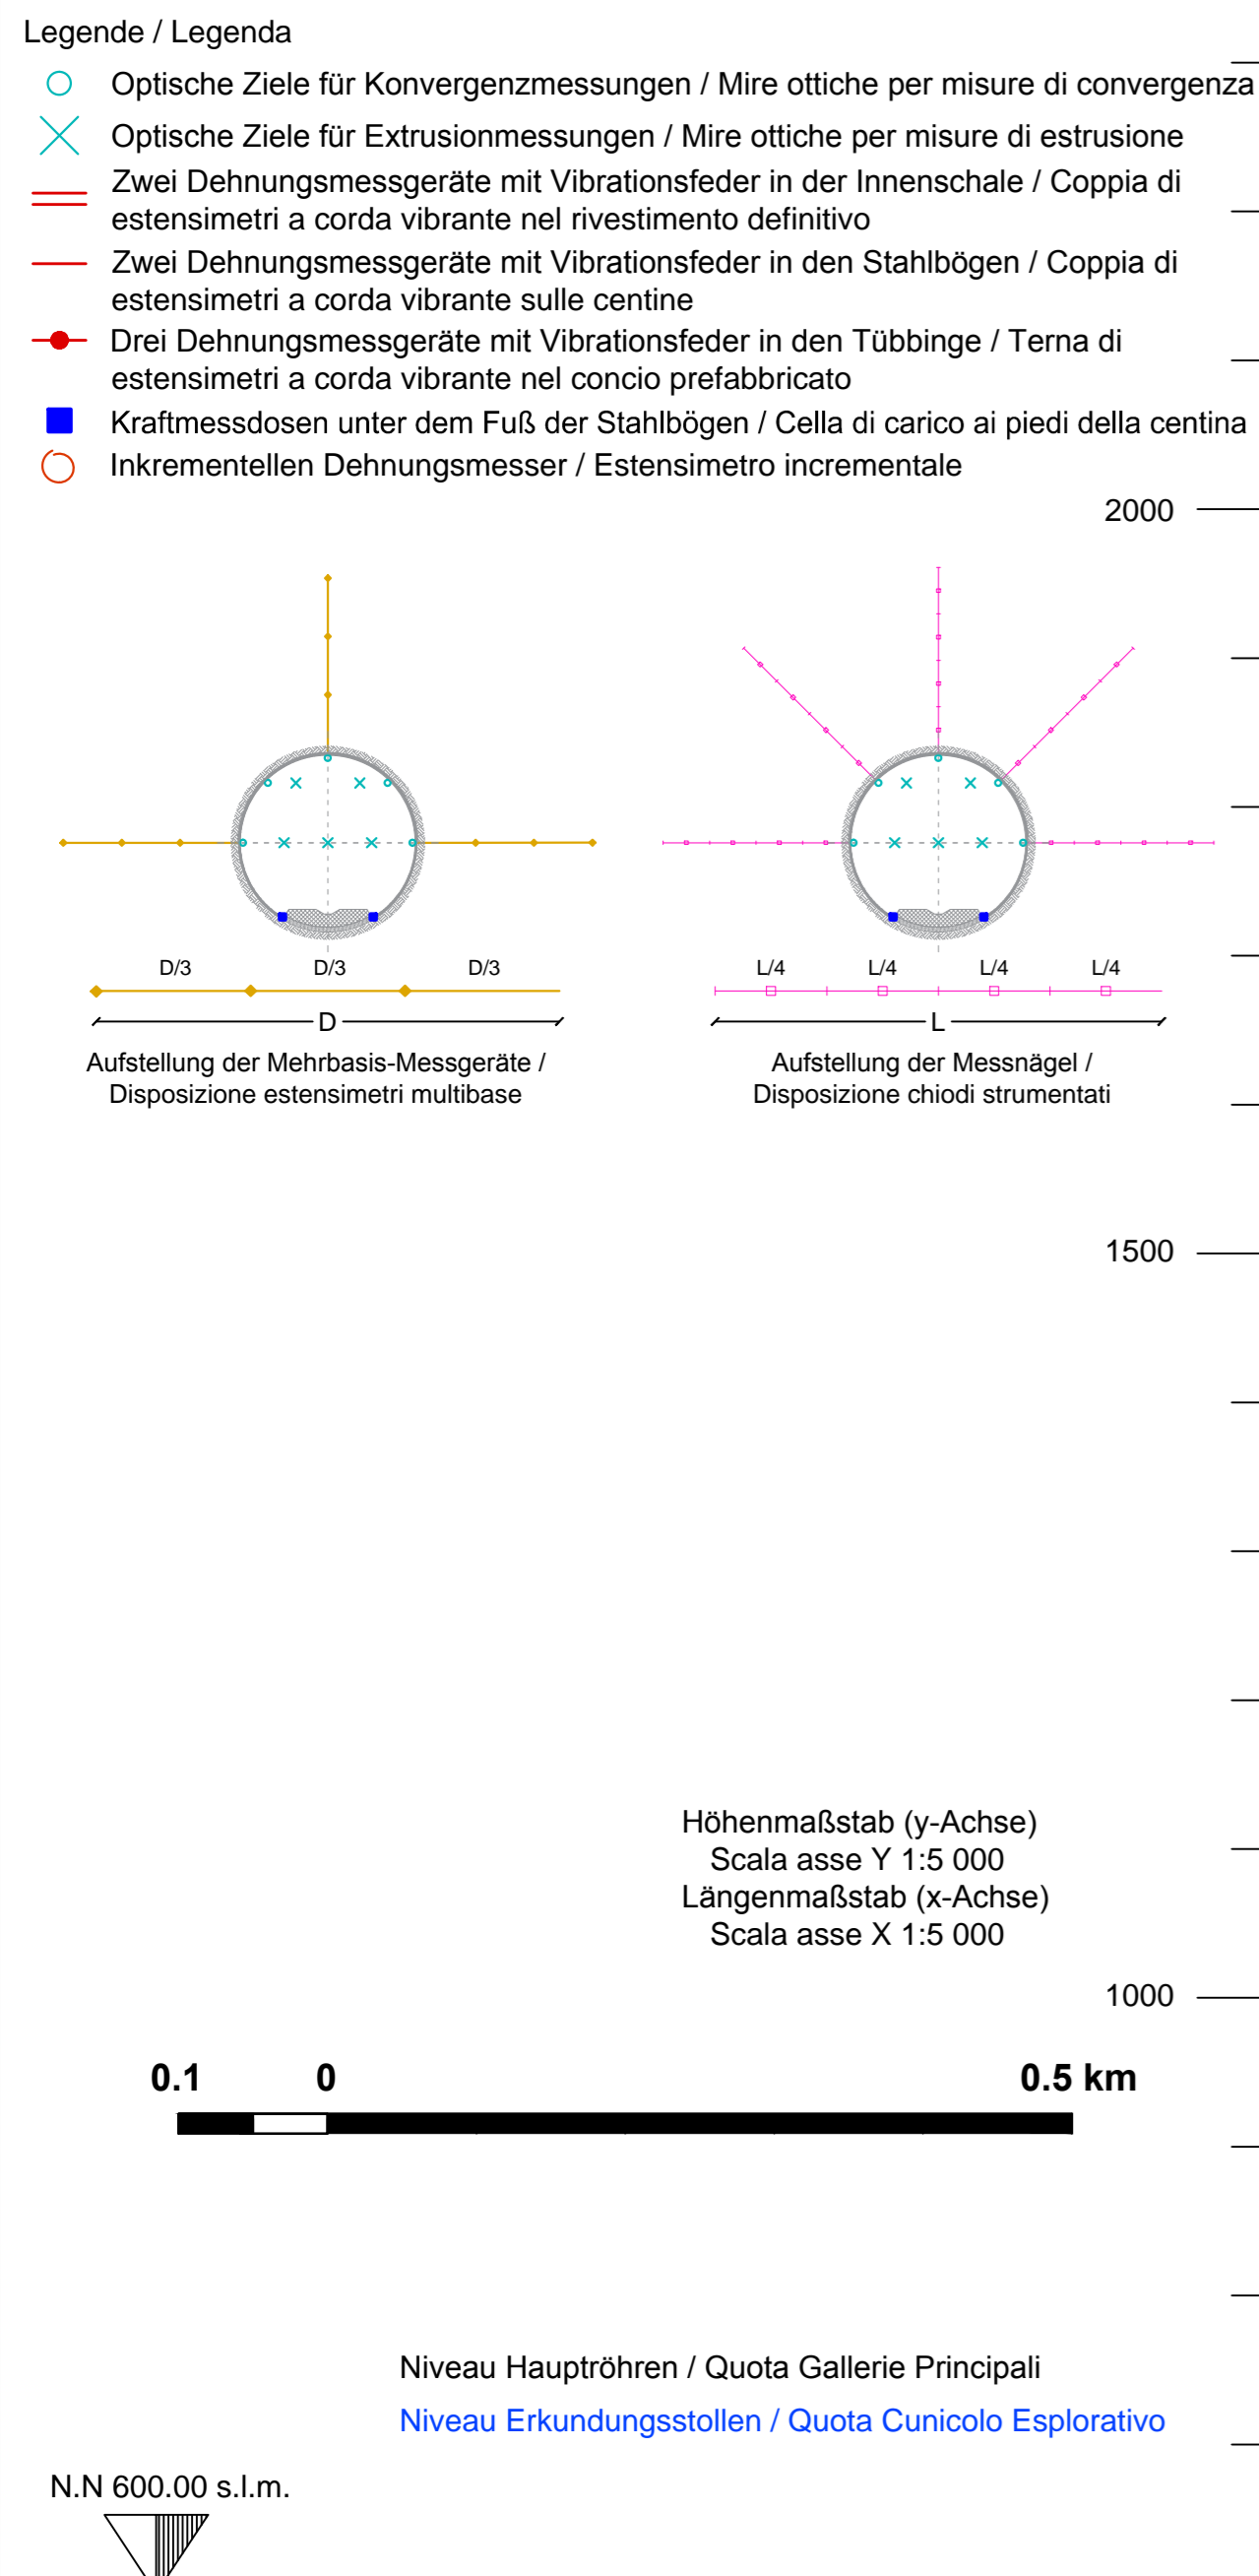 Legende / Legenda
Optische Ziele für Konvergenzmessungen / Mire ottiche per misure di convergenza
Optische Ziele für Extrusionmessungen / Mire ottiche per misure di estrusione
Zwei Dehnungsmessgeräte mit Vibrationsfeder in der Innenschale / Coppia di
estensimetri a corda vibrante nel rivestimento definitivo
Zwei Dehnungsmessgeräte mit Vibrationsfeder in den Stahlbögen / Coppia di
estensimetri a corda vibrante sulle centine
Drei Dehnungsmessgeräte mit Vibrationsfeder in den Tübbinge / Terna di
estensimetri a corda vibrante nel concio prefabbricato
Kraftmessdosen unter dem Fuß der Stahlbögen / Cella di carico ai piedi della centina
Inkrementellen Dehnungsmesser / Estensimetro incrementale
2000
D/3 D/3 D/3
D
Aufstellung der Mehrbasis-Messgeräte /
Disposizione estensimetri multibase
L/4 L/4 L/4 L/4
L
Aufstellung der Messnägel /
Disposizione chiodi strumentati
1500
Höhenmaßstab (y-Achse)
Scala asse Y 1:5 000
Längenmaßstab (x-Achse)
Scala asse X 1:5 000
1000
0.1 0 0.5 km
Niveau Hauptröhren / Quota Gallerie Principali
Niveau Erkundungsstollen / Quota Cunicolo Esplorativo
N.N 600.00 s.l.m.